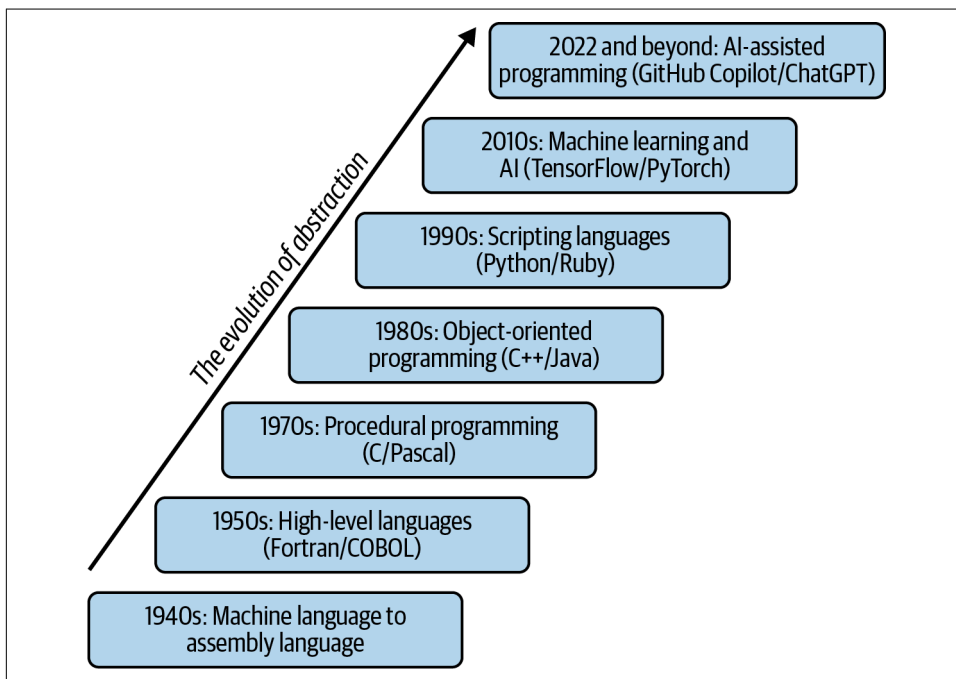 2022 and beyond: AI-assisted
programming (GitHub Copilot/ChatGPT)
2010s: Machine learning and
AI (TensorFlow/PyTorch)
1990s: Scripting languages
(Python/Ruby)
1980s: Object-oriented
programming (C++/Java)
1970s: Procedural programming
(C/Pascal)
1950s: High-level languages
(Fortran/COBOL)
1940s: Machine language to
assembly language
The evolution of abstraction